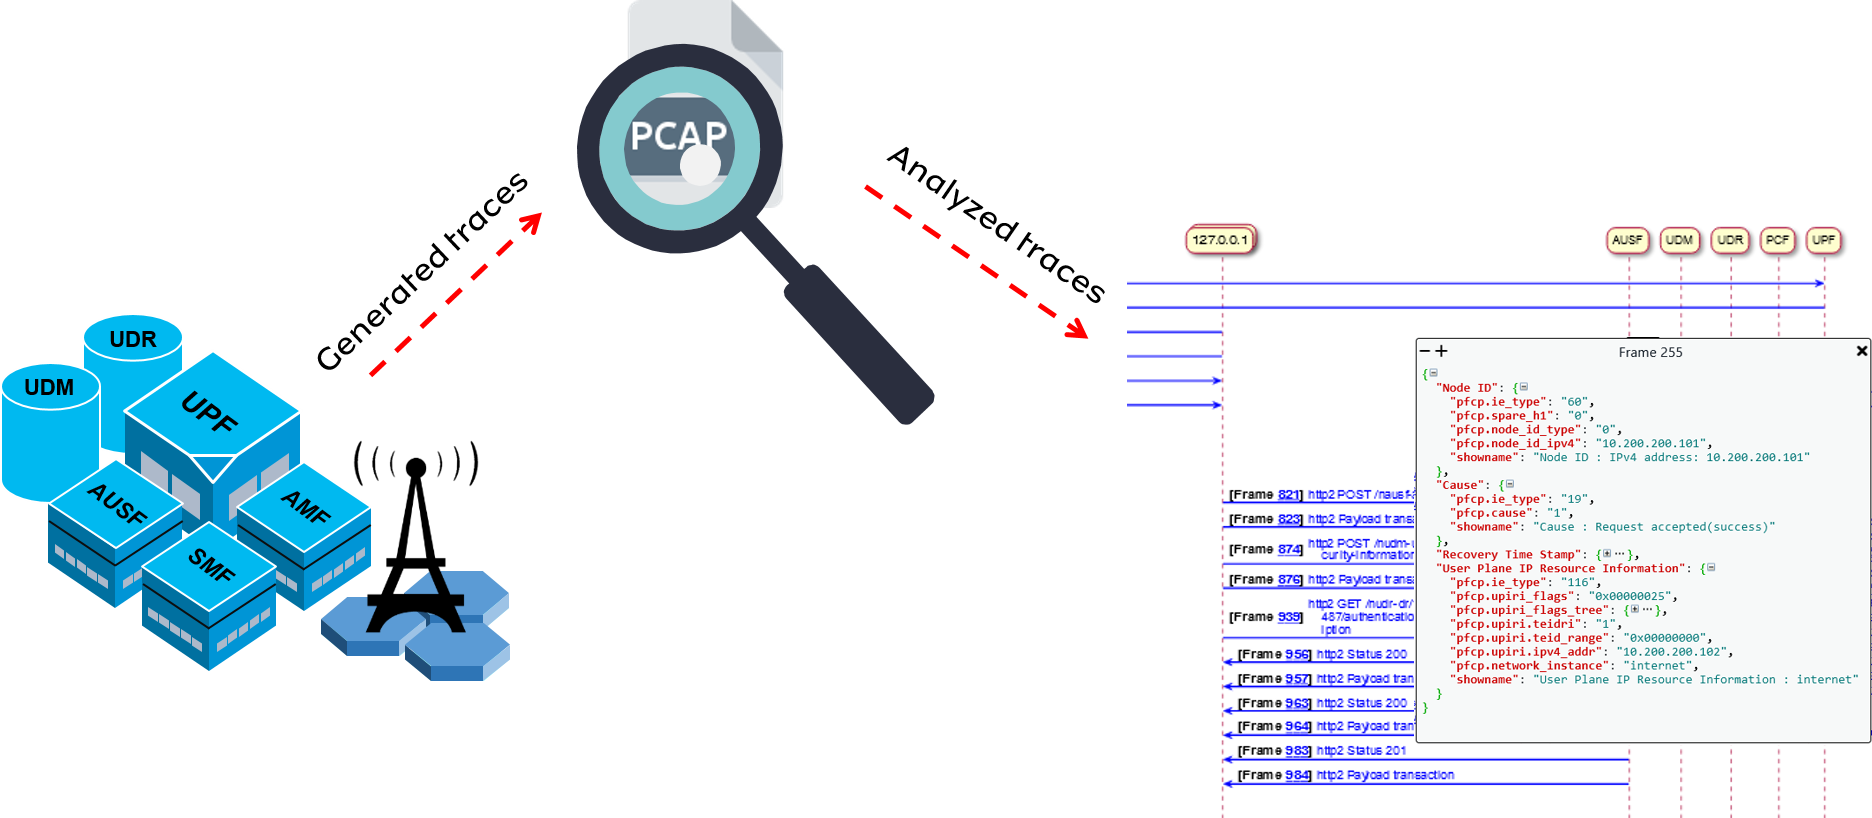 PCAP
Generated traces
Analyzed traces
UDR
UDM
UPF
AUSF
AMF
SMF
127.0.0.1
AUSF
UDM
UDR
PCF
UPF
[Frame 821] http2 POST /nausf-
[Frame 823] http2 Payload transa
[Frame 874] http2 POST /nudm-
curity-information
[Frame 876] http2 Payload transa
http2 GET /nudr-dr/
[Frame 939] 487/authenticatio
iption
[Frame 956] http2 Status 200
[Frame 957] http2 Payload tran
[Frame 963] http2 Status 200
[Frame 964] http2 Payload tran
[Frame 983] http2 Status 201
[Frame 984] http2 Payload transaction
Frame 255
{
"Node ID": {
"pfcp.ie_type": "60",
"pfcp.spare_h1": "0",
"pfcp.node_id_type": "0",
"pfcp.node_id_ipv4": "10.200.200.101",
"showname": "Node ID : IPv4 address: 10.200.200.101"
},
"Cause": {
"pfcp.ie_type": "19",
"pfcp.cause": "1",
"showname": "Cause : Request accepted(success)"
},
"Recovery Time Stamp": {...},
"User Plane IP Resource Information": {
"pfcp.ie_type": "116",
"pfcp.upiri_flags": "0x00000025",
"pfcp.upiri_flags_tree": {...},
"pfcp.upiri.teidri": "1",
"pfcp.upiri.teid_range": "0x00000000",
"pfcp.upiri.ipv4_addr": "10.200.200.102",
"pfcp.network_instance": "internet",
"showname": "User Plane IP Resource Information : internet"
}
}